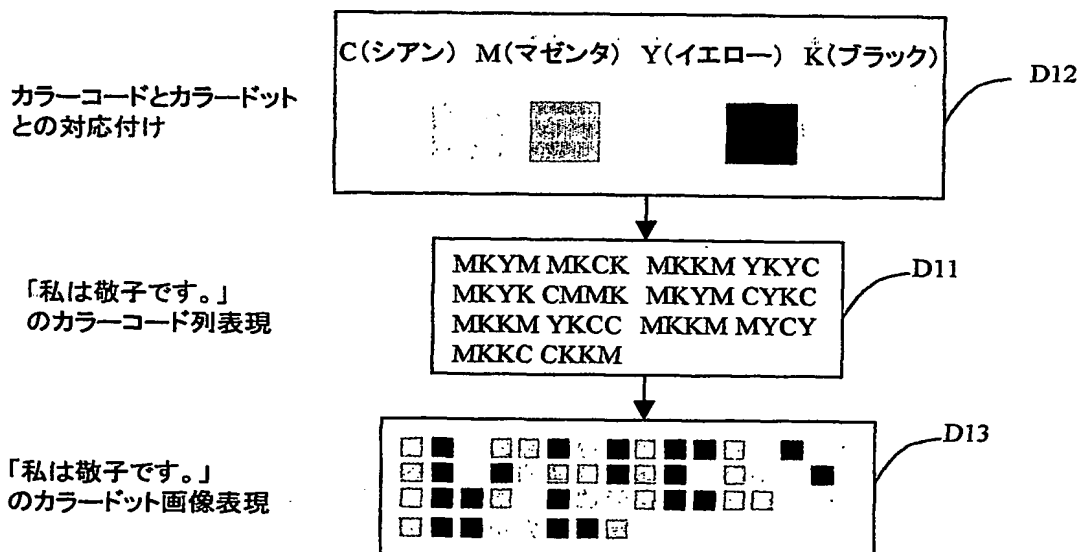 C(シアン) M(マゼンタ) Y(イエロー) K(ブラック)
D12
カラーコードとカラードット
との対応付け
MKYM MKCK MKKM YKYC
MKYK CMMK MKYM CYKC
MKKM YKCC MKKM MYCY
MKKC CKKM
D11
「私は敬子です。」
のカラーコード列表現
D13
「私は敬子です。」
のカラードット画像表現